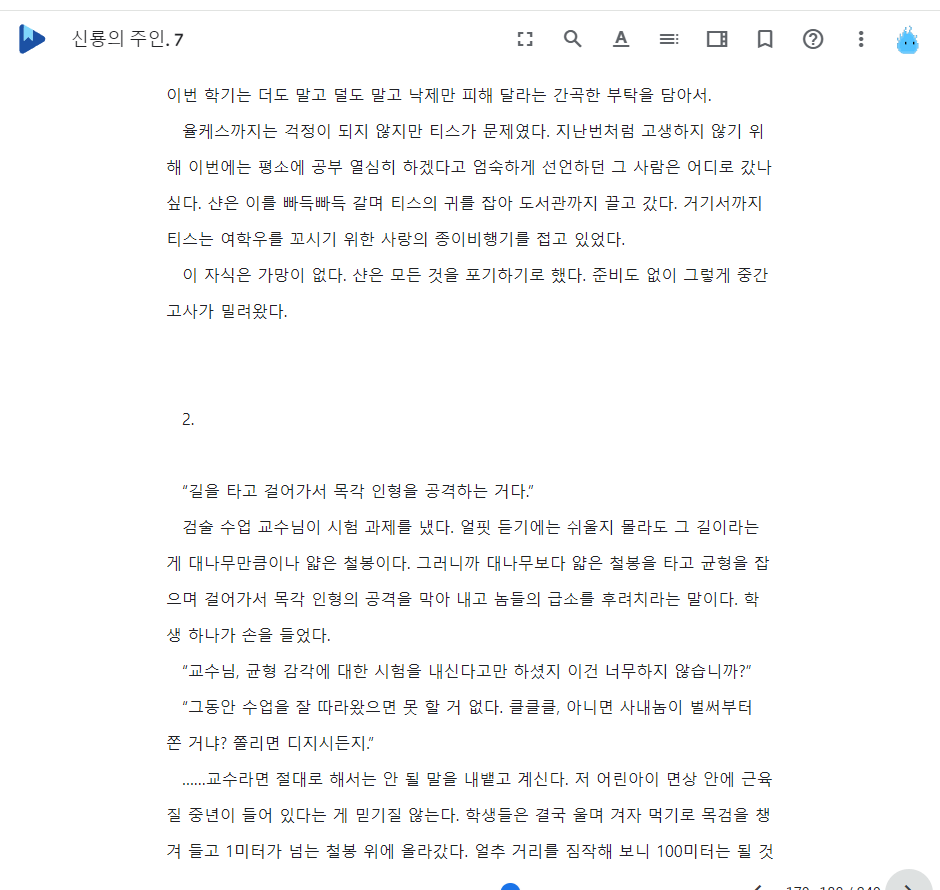 신룡의 주인. 7
이번 학기는 더도 말고 덜도 말고 낙제만 피해 달라는 간곡한 부탁을 담아서.
율케스까지는 걱정이 되지 않지만 티스가 문제였다. 지난번처럼 고생하지 않기 위
해 이번에는 평소에 공부 열심히 하겠다고 엄숙하게 선언하던 그 사람은 어디로 갔나
싶다. 샨은 이를 빠득빠득 갈며 티스의 귀를 잡아 도서관까지 끌고 갔다. 거기서까지
티스는 여학우를 꼬시기 위한 사랑의 종이비행기를 접고 있었다.
이 자식은 가망이 없다. 샨은 모든 것을 포기하기로 했다. 준비도 없이 그렇게 중간
고사가 밀려왔다.
2.
“길을 타고 걸어가서 목각 인형을 공격하는 거다.”
검술 수업 교수님이 시험 과제를 냈다. 얼핏 듣기에는 쉬울지 몰라도 그 길이라는
게 대나무만큼이나 얇은 철봉이다. 그러니까 대나무보다 얇은 철봉을 타고 균형을 잡
으며 걸어가서 목각 인형의 공격을 막아 내고 놈들의 급소를 후려치라는 말이다. 학
생 하나가 손을 들었다.
“교수님, 균형 감각에 대한 시험을 내신다고만 하셨지 이건 너무하지 않습니까?”
“그동안 수업을 잘 따라왔으면 못 할 거 없다. 클클클, 아니면 사내놈이 벌써부터
쫀 거냐? 쫄리면 디지시든지.”
……교수라면 절대로 해서는 안 될 말을 내뱉고 계신다. 저 어린아이 면상 안에 근육
질 중년이 들어 있다는 게 믿기질 않는다. 학생들은 결국 울며 겨자 먹기로 목검을 챙
겨 들고 1미터가 넘는 철봉 위에 올라갔다. 얼추 거리를 짐작해 보니 100미터는 될 것